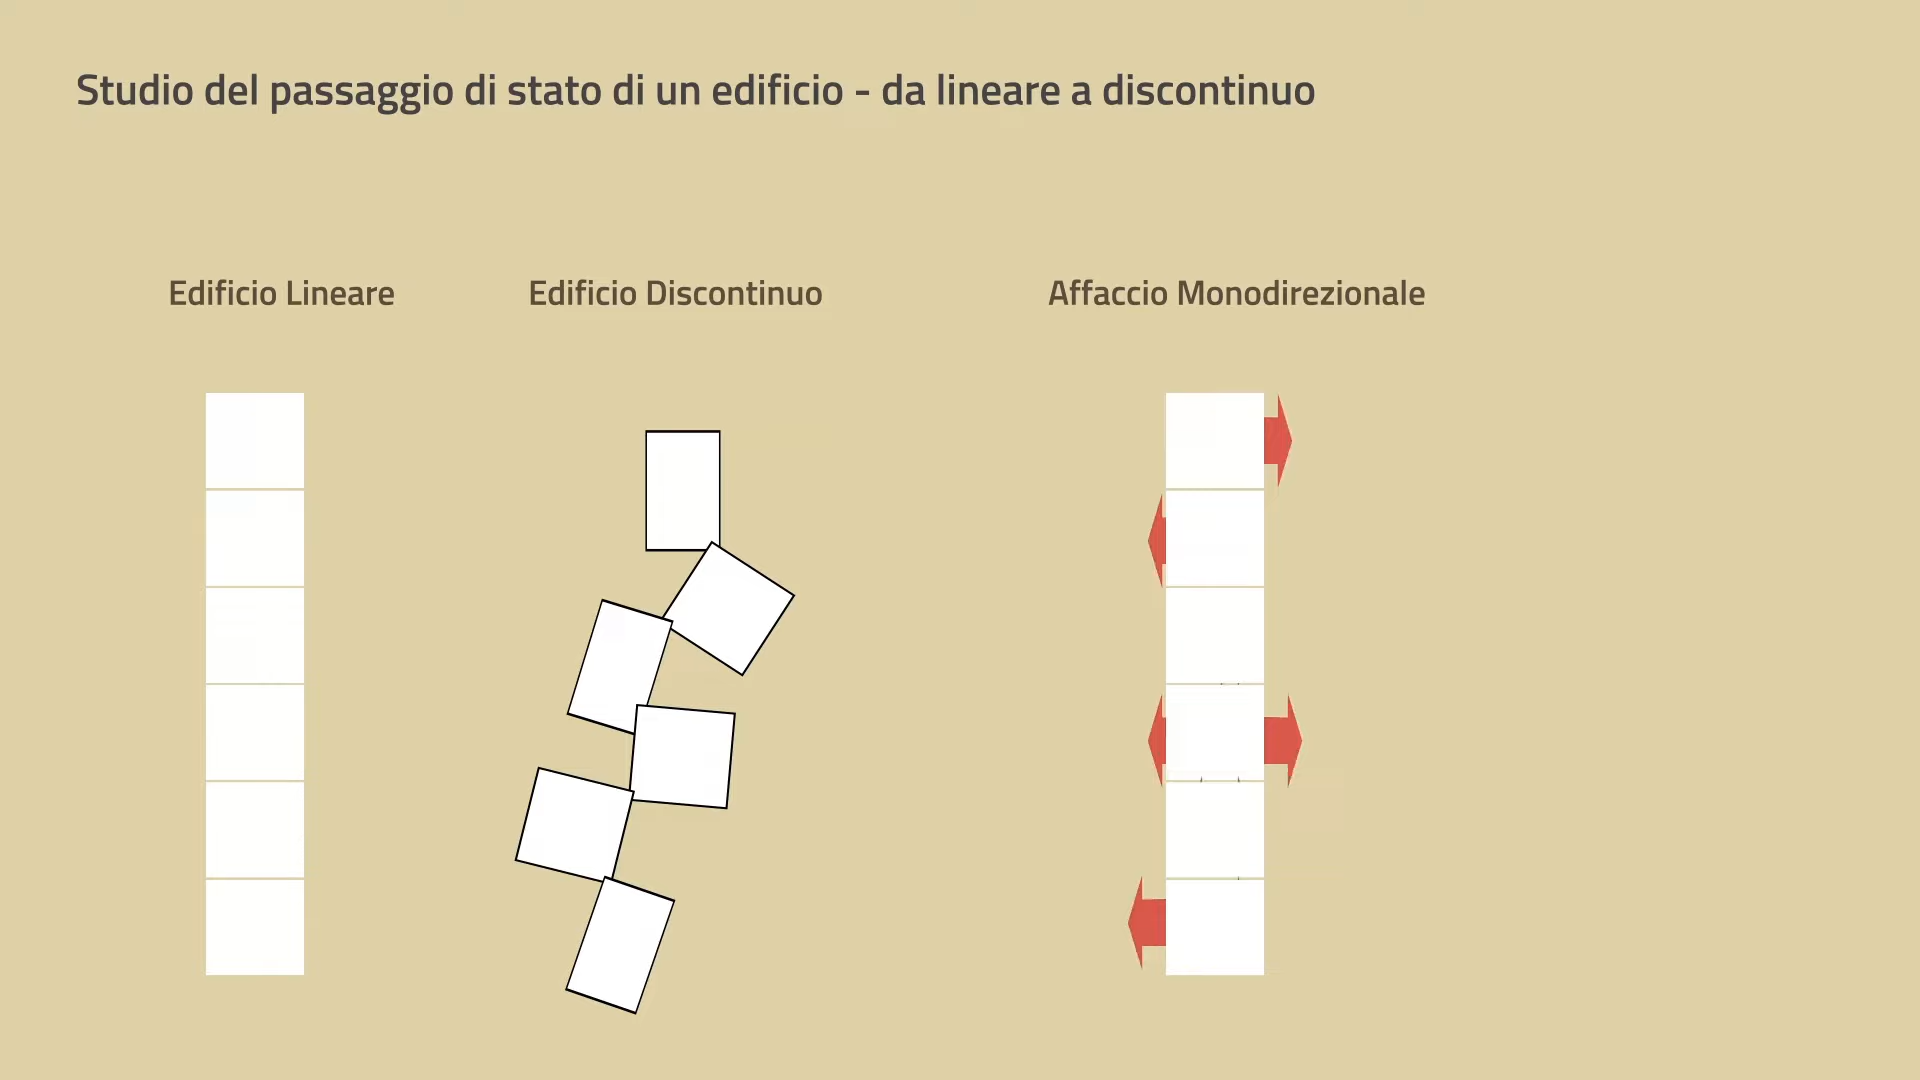 Studio del passaggio di stato di un edificio - da lineare a discontinuo
Edificio Lineare
Edificio Discontinuo
Affaccio Monodirezionale